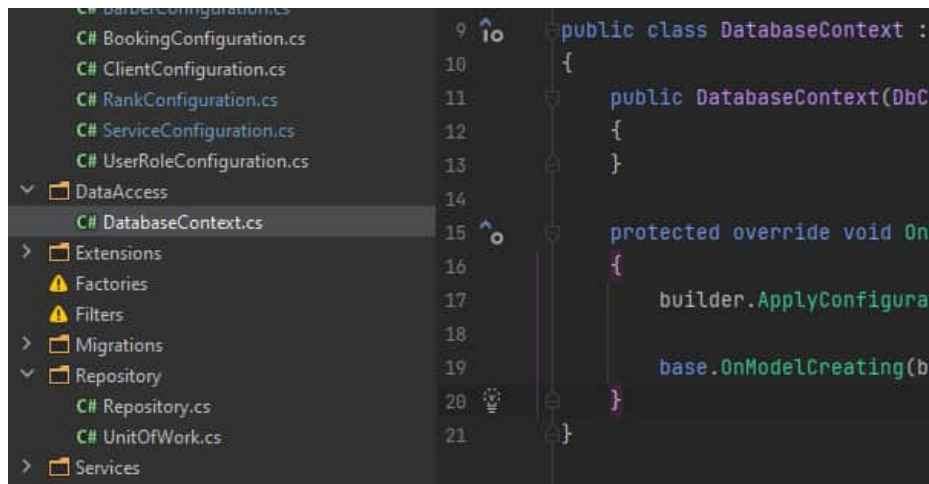 C# BarberConfiguration.cs
C# BookingConfiguration.cs
C# ClientConfiguration.cs
C# RankConfiguration.cs
C# ServiceConfiguration.cs
C# UserRoleConfiguration.cs
DataAccess
C# DatabaseContext.cs
Extensions
Factories
Filters
Migrations
Repository
C# Repository.cs
C# UnitOfWork.cs
Services
9 public class DatabaseContext :
10 {
11 public DatabaseContext(DbC
12 {
13 }
14
15 protected override void On
16 {
17 builder.ApplyConfigura
18
19 base.OnModelCreating(b
20 }
21 }